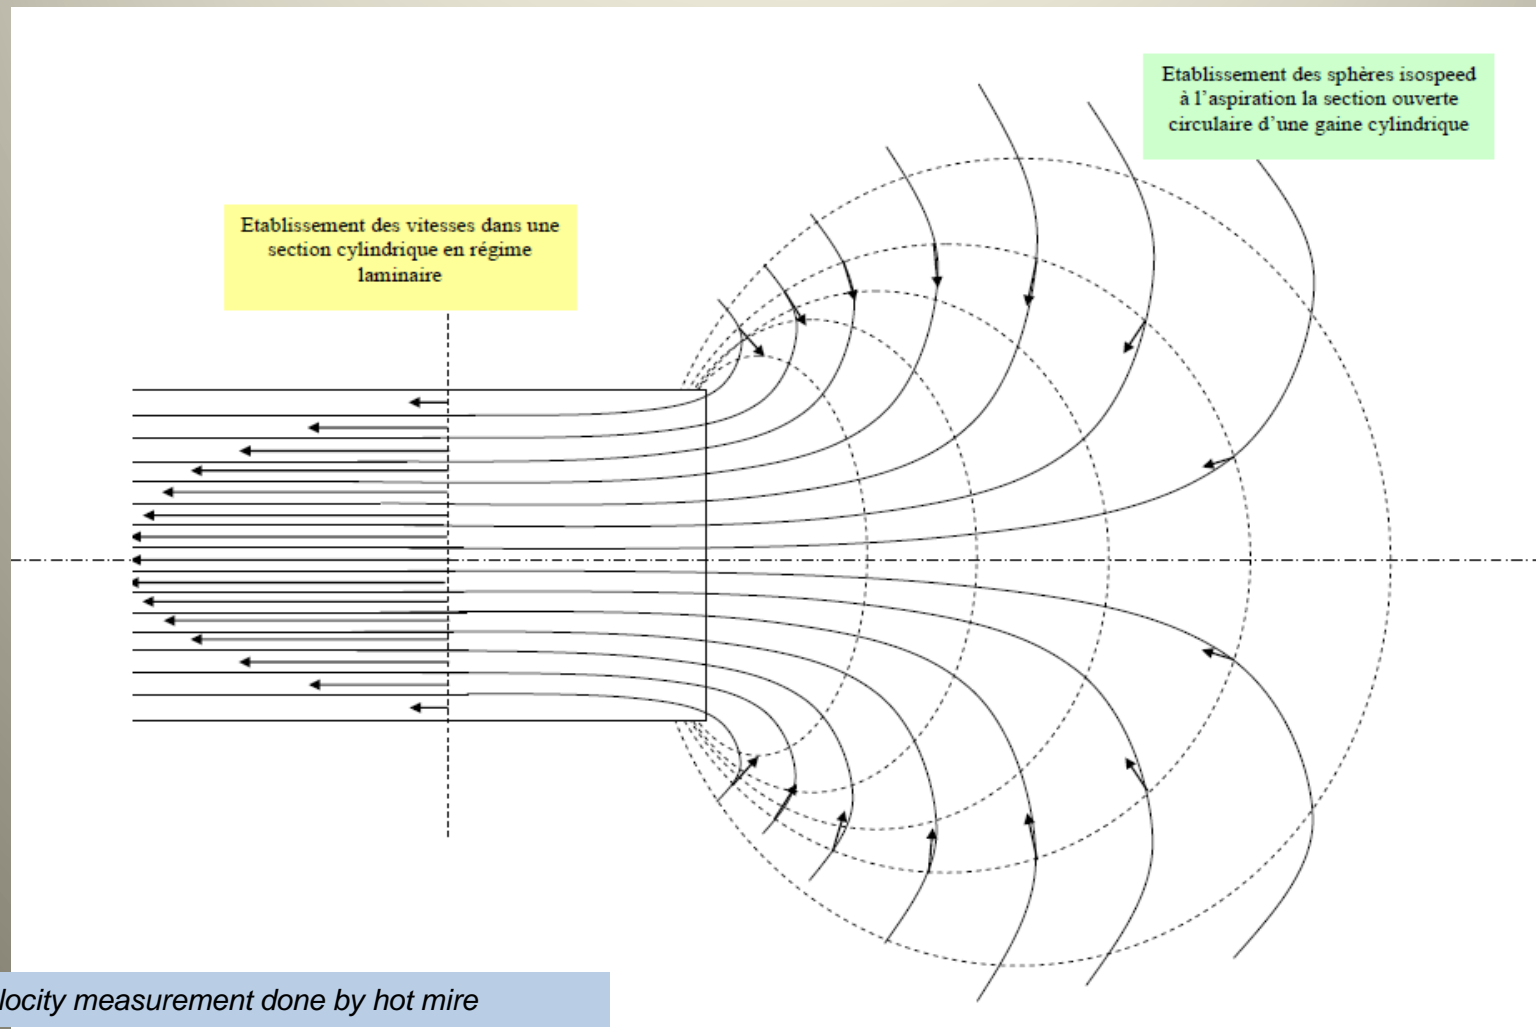 Etablissement des sphères isospeed
à l'aspiration la section ouverte
circulaire d'une gaine cylindrique
Etablissement des vitesses dans une
section cylindrique en régime
laminaire
locity measurement done by hot mire